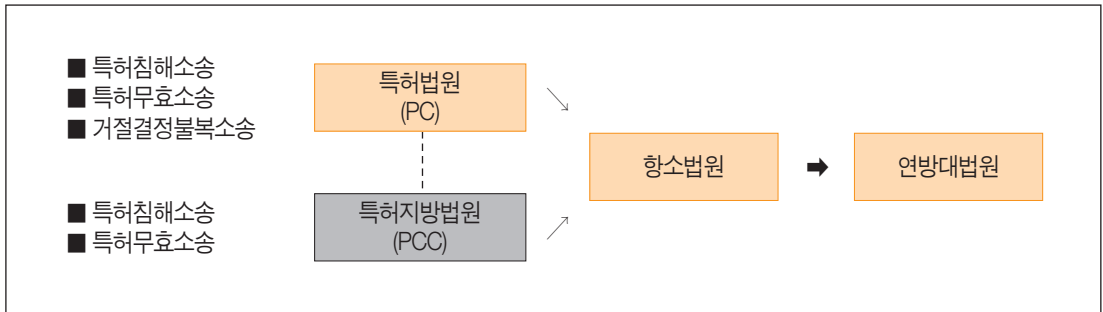 ■ 특허침해소송
■ 특허무효소송
■ 거절결정불복소송
특허법원
(PC)
항소법원
연방대법원
■ 특허침해소송
■ 특허무효소송
특허지방법원
(PCC)